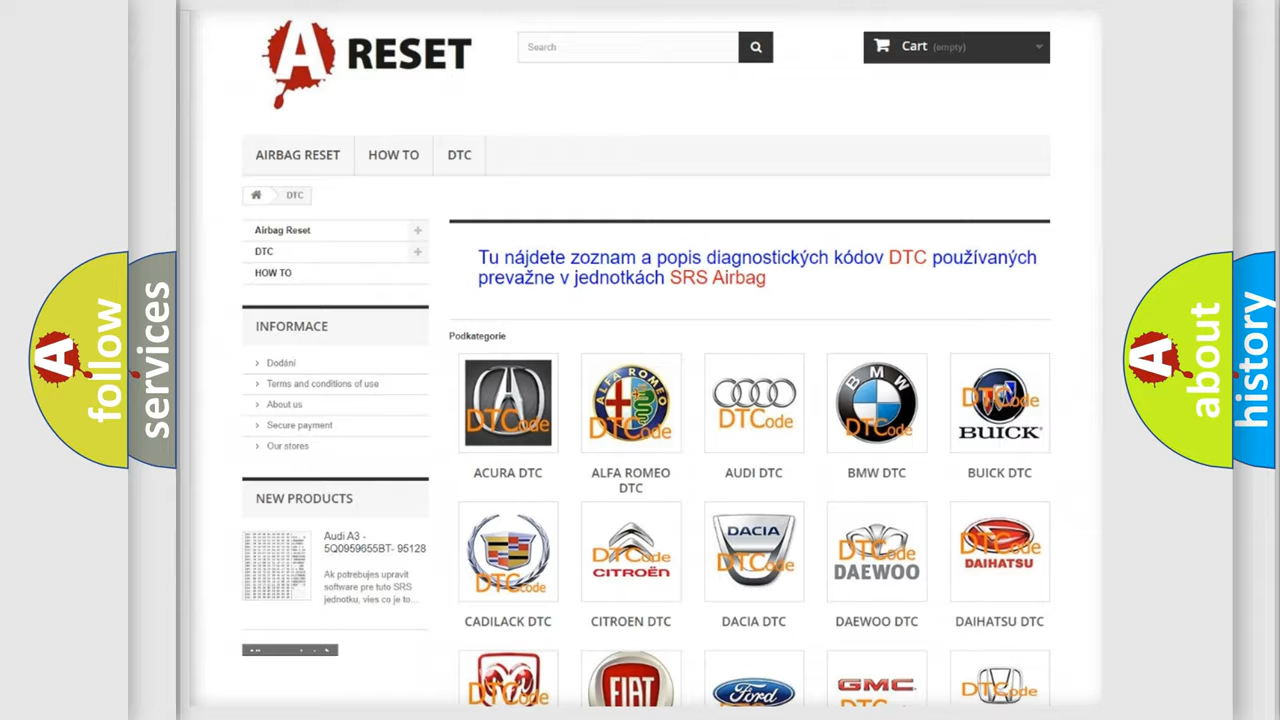 A RESET
Search
Cart (empty)
AIRBAG RESET
HOW TO
DTC
DTC
Airbag Reset
DTC
HOW TO
Tu nájdete zoznam a popis diagnostických kódov DTC používaných
prevažne v jednotkách SRS Airbag
INFORMACE
Dodání
Terms and conditions of use
About us
Secure payment
Our stores
NEW PRODUCTS
Audi A3 -
5Q0959655BT- 95128
Ak potrebujes upravit
software pre tuto SRS
jednotku, vies co je to...
Podkategorie
DTCode
ALFA ROMEO
DTCode
DTCode
BMW
DTCode
DTCode
BUICK
ACURA DTC
ALFA ROMEO
DTC
AUDI DTC
BMW DTC
BUICK DTC
DTCode
DTCode
CITROËN
DACIA
DTCode
DTCode
DAEWOO
DTCode
DAIHATSU
CADILACK DTC
CITROEN DTC
DACIA DTC
DAEWOO DTC
DAIHATSU DTC
DTCode
FIAT
Ford
GMC
DTCode
A follow
services
A about
history